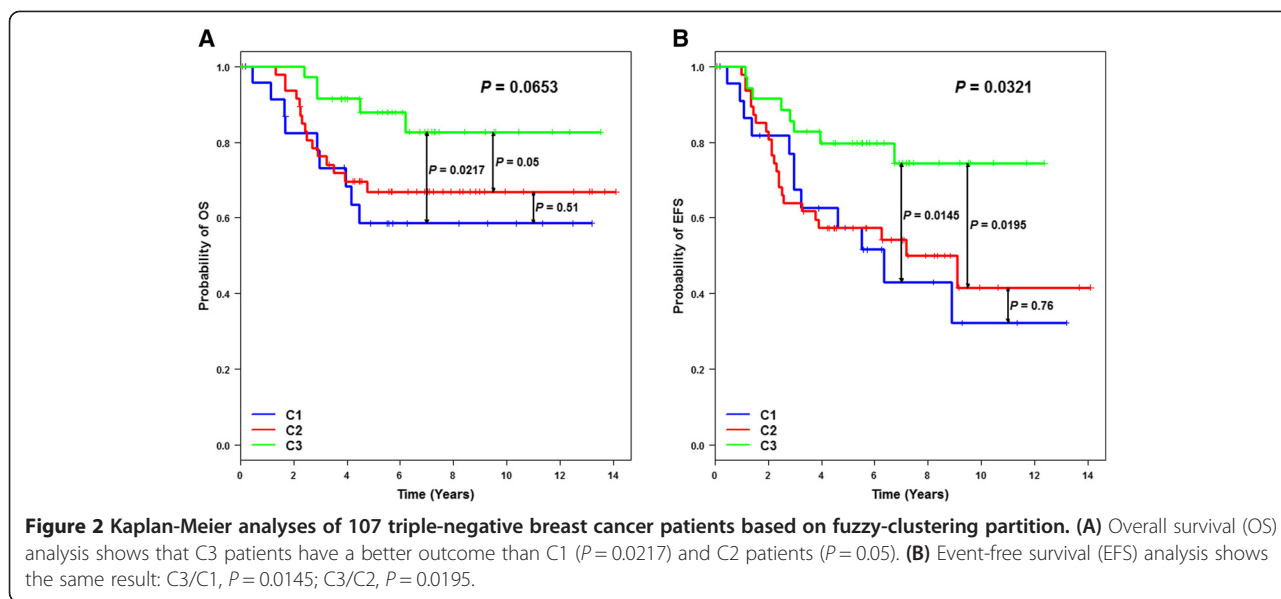 A
P = 0.0653
1.0
0.8
0.6
0.4
0.2
0.0
Probability of OS
P = 0.0217
P = 0.05
P = 0.51
C1
C2
C3
0 2 4 6 8 10 12 14
Time (Years)
B
P = 0.0321
1.0
0.8
0.6
0.4
0.2
0.0
Probability of EFS
P = 0.0145
P = 0.0195
P = 0.76
C1
C2
C3
0 2 4 6 8 10 12 14
Time (Years)
Figure 2 Kaplan-Meier analyses of 107 triple-negative breast cancer patients based on fuzzy-clustering partition. (A) Overall survival (OS)
analysis shows that C3 patients have a better outcome than C1 (P = 0.0217) and C2 patients (P = 0.05). (B) Event-free survival (EFS) analysis shows
the same result: C3/C1, P = 0.0145; C3/C2, P = 0.0195.